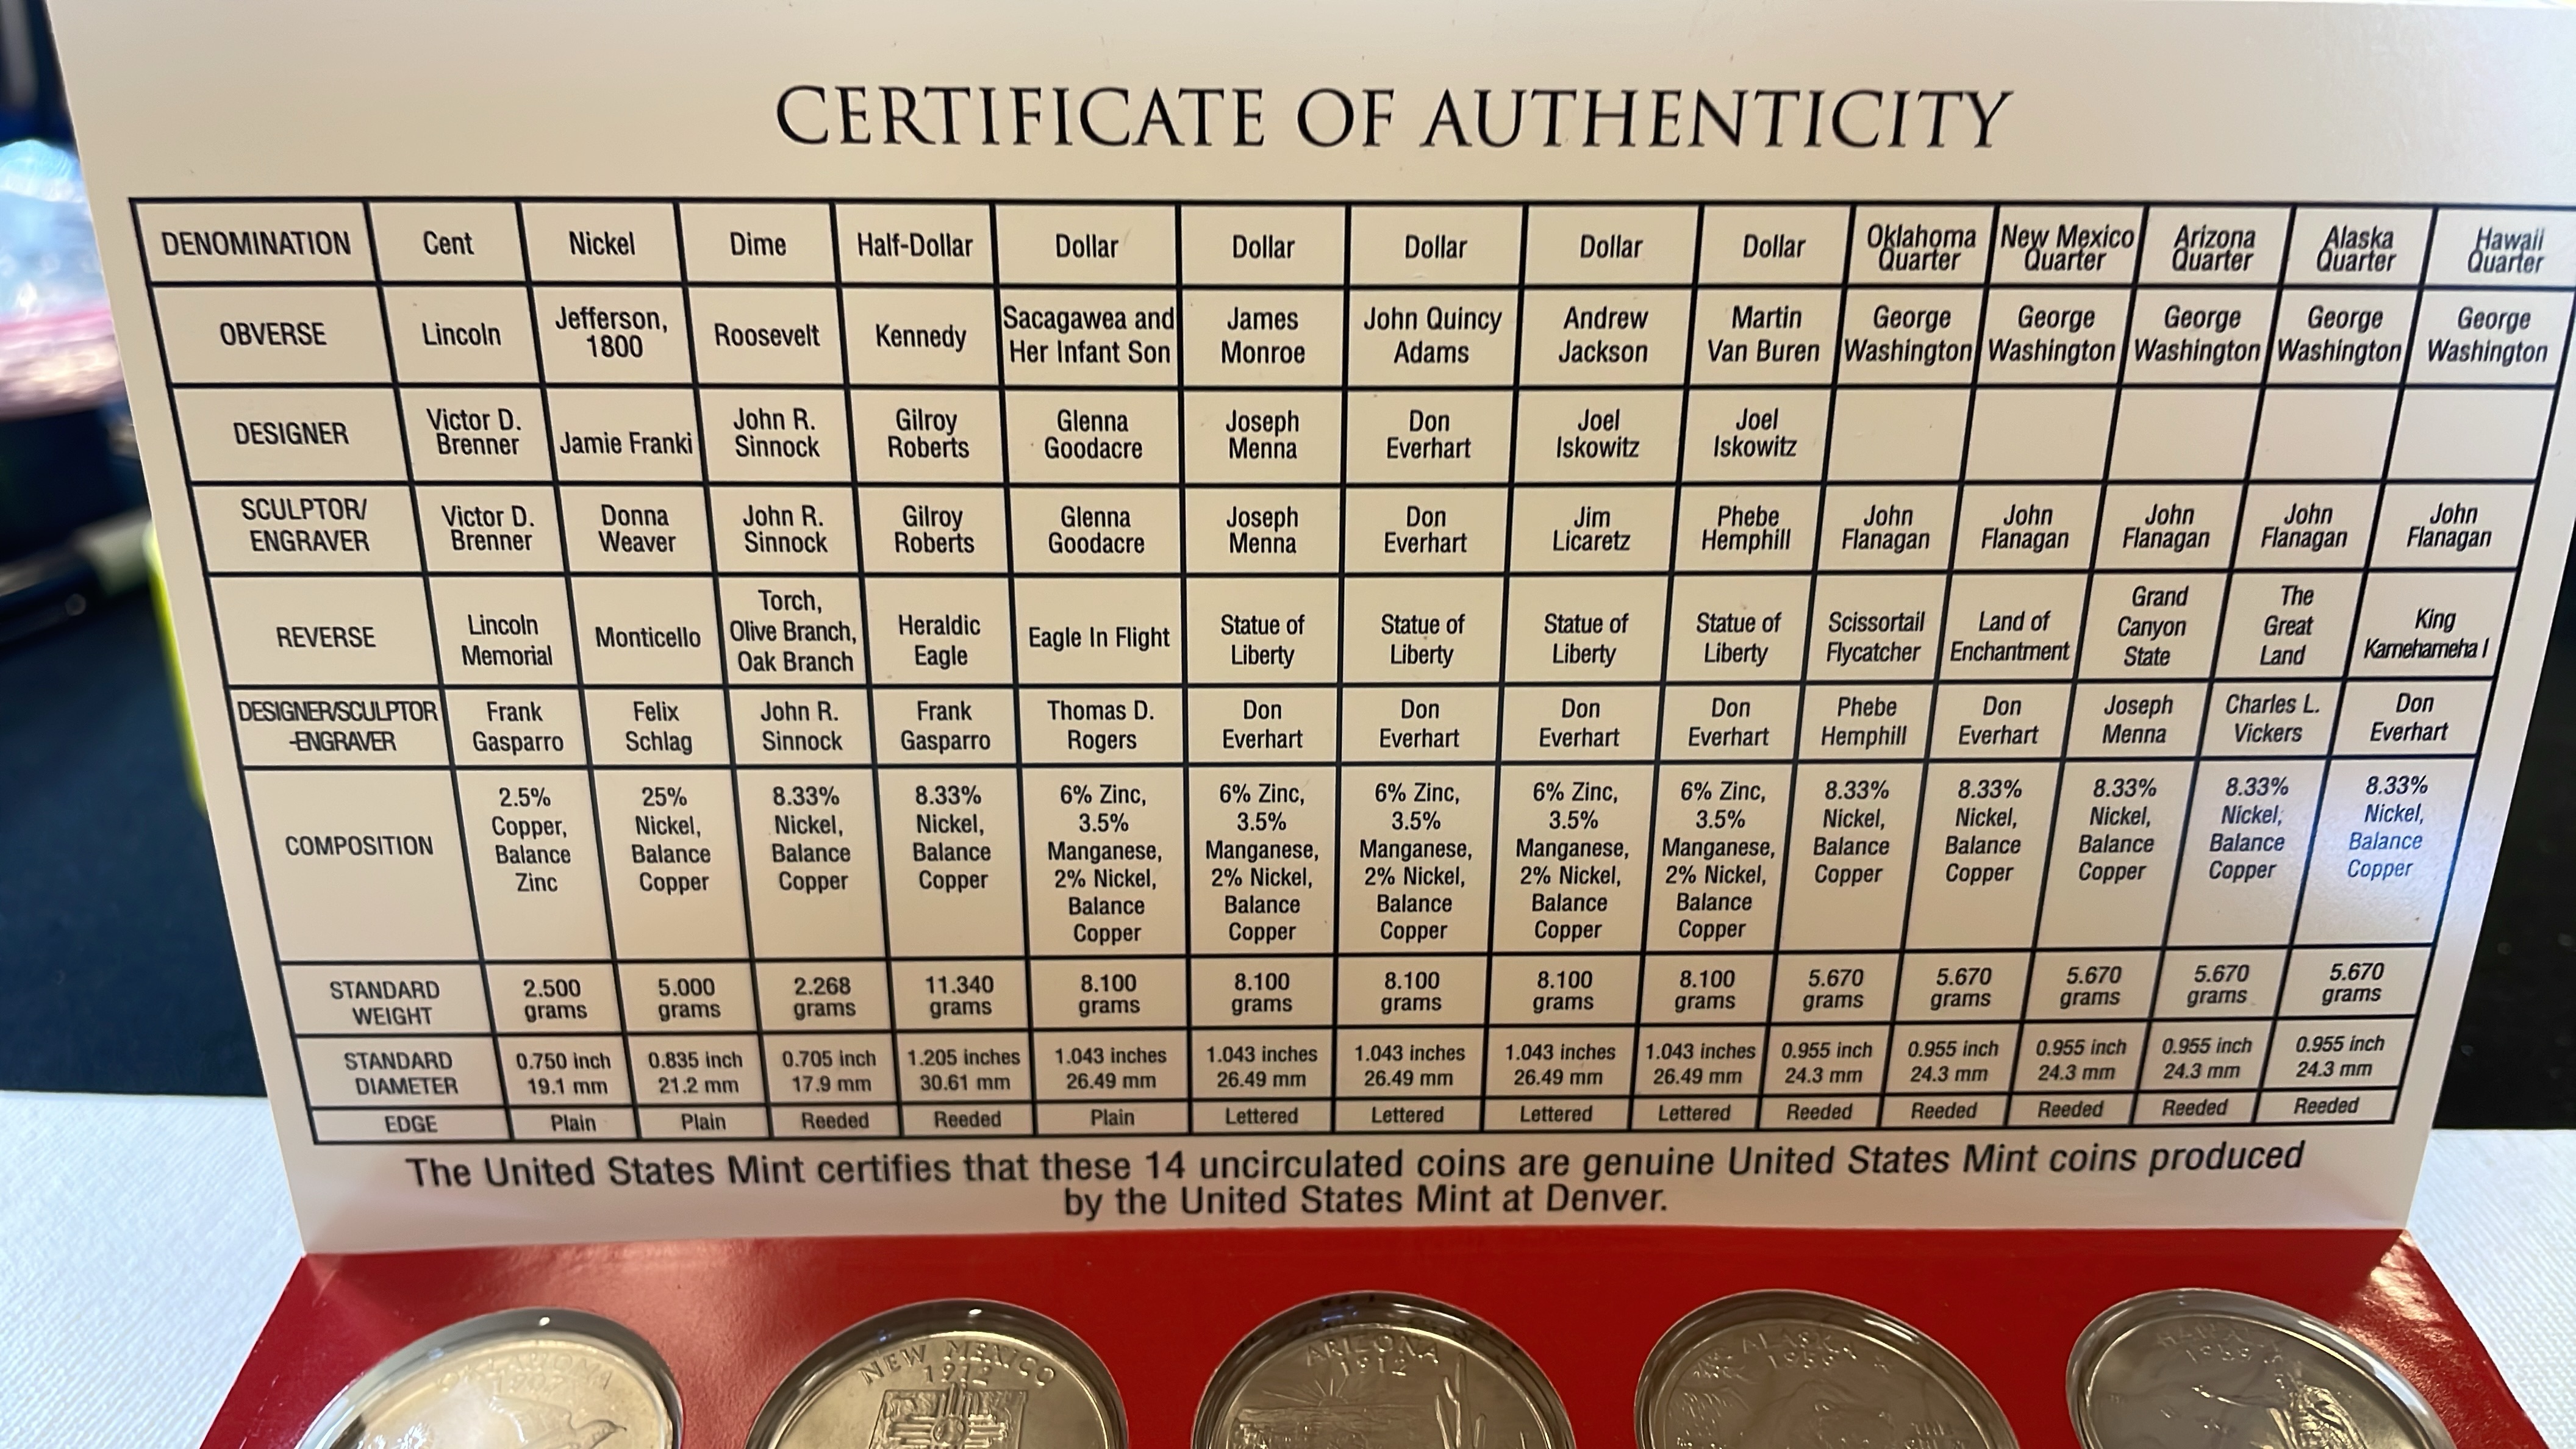 CERTIFICATE OF AUTHENTICITY
DENOMINATION Cent Nickel Dime Half-Dollar Dollar Dollar Dollar Dollar Dollar Oklahoma Quarter New Mexico Quarter Arizona Quarter Alaska Quarter Hawaii Quarter
OBVERSE Lincoln Jefferson, 1800 Roosevelt Kennedy Sacagawea and Her Infant Son James Monroe John Quincy Adams Andrew Jackson Martin Van Buren George Washington George Washington George Washington George Washington George Washington
DESIGNER Victor D. Brenner Jamie Franki John R. Sinnock Gilroy Roberts Glenna Goodacre Joseph Menna Don Everhart Joel Iskowitz Joel Iskowitz
SCULPTOR/ ENGRAVER Victor D. Brenner Donna Weaver John R. Sinnock Gilroy Roberts Glenna Goodacre Joseph Menna Don Everhart Jim Licaretz Phebe Hemphill John Flanagan John Flanagan John Flanagan John Flanagan John Flanagan
REVERSE Lincoln Memorial Monticello Torch, Olive Branch, Oak Branch Heraldic Eagle Eagle In Flight Statue of Liberty Statue of Liberty Statue of Liberty Statue of Liberty Scissortail Flycatcher Land of Enchantment Grand Canyon State The Great Land King Kamehameha I
DESIGNER/SCULPTOR -ENGRAVER Frank Gasparro Felix Schlag John R. Sinnock Frank Gasparro Thomas D. Rogers Don Everhart Don Everhart Don Everhart Don Everhart Phebe Hemphill Don Everhart Joseph Menna Charles L. Vickers Don Everhart
COMPOSITION 2.5% Copper, Balance Zinc 25% Nickel, Balance Copper 8.33% Nickel, Balance Copper 8.33% Nickel, Balance Copper 6% Zinc, 3.5% Manganese, 2% Nickel, Balance Copper 6% Zinc, 3.5% Manganese, 2% Nickel, Balance Copper 6% Zinc, 3.5% Manganese, 2% Nickel, Balance Copper 6% Zinc, 3.5% Manganese, 2% Nickel, Balance Copper 6% Zinc, 3.5% Manganese, 2% Nickel, Balance Copper 8.33% Nickel, Balance Copper 8.33% Nickel, Balance Copper 8.33% Nickel, Balance Copper 8.33% Nickel, Balance Copper 8.33% Nickel, Balance Copper
STANDARD WEIGHT 2.500 grams 5.000 grams 2.268 grams 11.340 grams 8.100 grams 8.100 grams 8.100 grams 8.100 grams 8.100 grams 5.670 grams 5.670 grams 5.670 grams 5.670 grams 5.670 grams
STANDARD DIAMETER 0.750 inch 19.1 mm 0.835 inch 21.2 mm 0.705 inch 17.9 mm 1.205 inches 30.61 mm 1.043 inches 26.49 mm 1.043 inches 26.49 mm 1.043 inches 26.49 mm 1.043 inches 26.49 mm 1.043 inches 26.49 mm 0.955 inch 24.3 mm 0.955 inch 24.3 mm 0.955 inch 24.3 mm 0.955 inch 24.3 mm 0.955 inch 24.3 mm
EDGE Plain Plain Reeded Reeded Plain Lettered Lettered Lettered Lettered Reeded Reeded Reeded Reeded Reeded
The United States Mint certifies that these 14 uncirculated coins are genuine United States Mint coins produced
by the United States Mint at Denver.
OKLAHOMA
1907
NEW MEXICO
1912
ARIZONA
1912
ALASKA
1959
HAWAII
1959